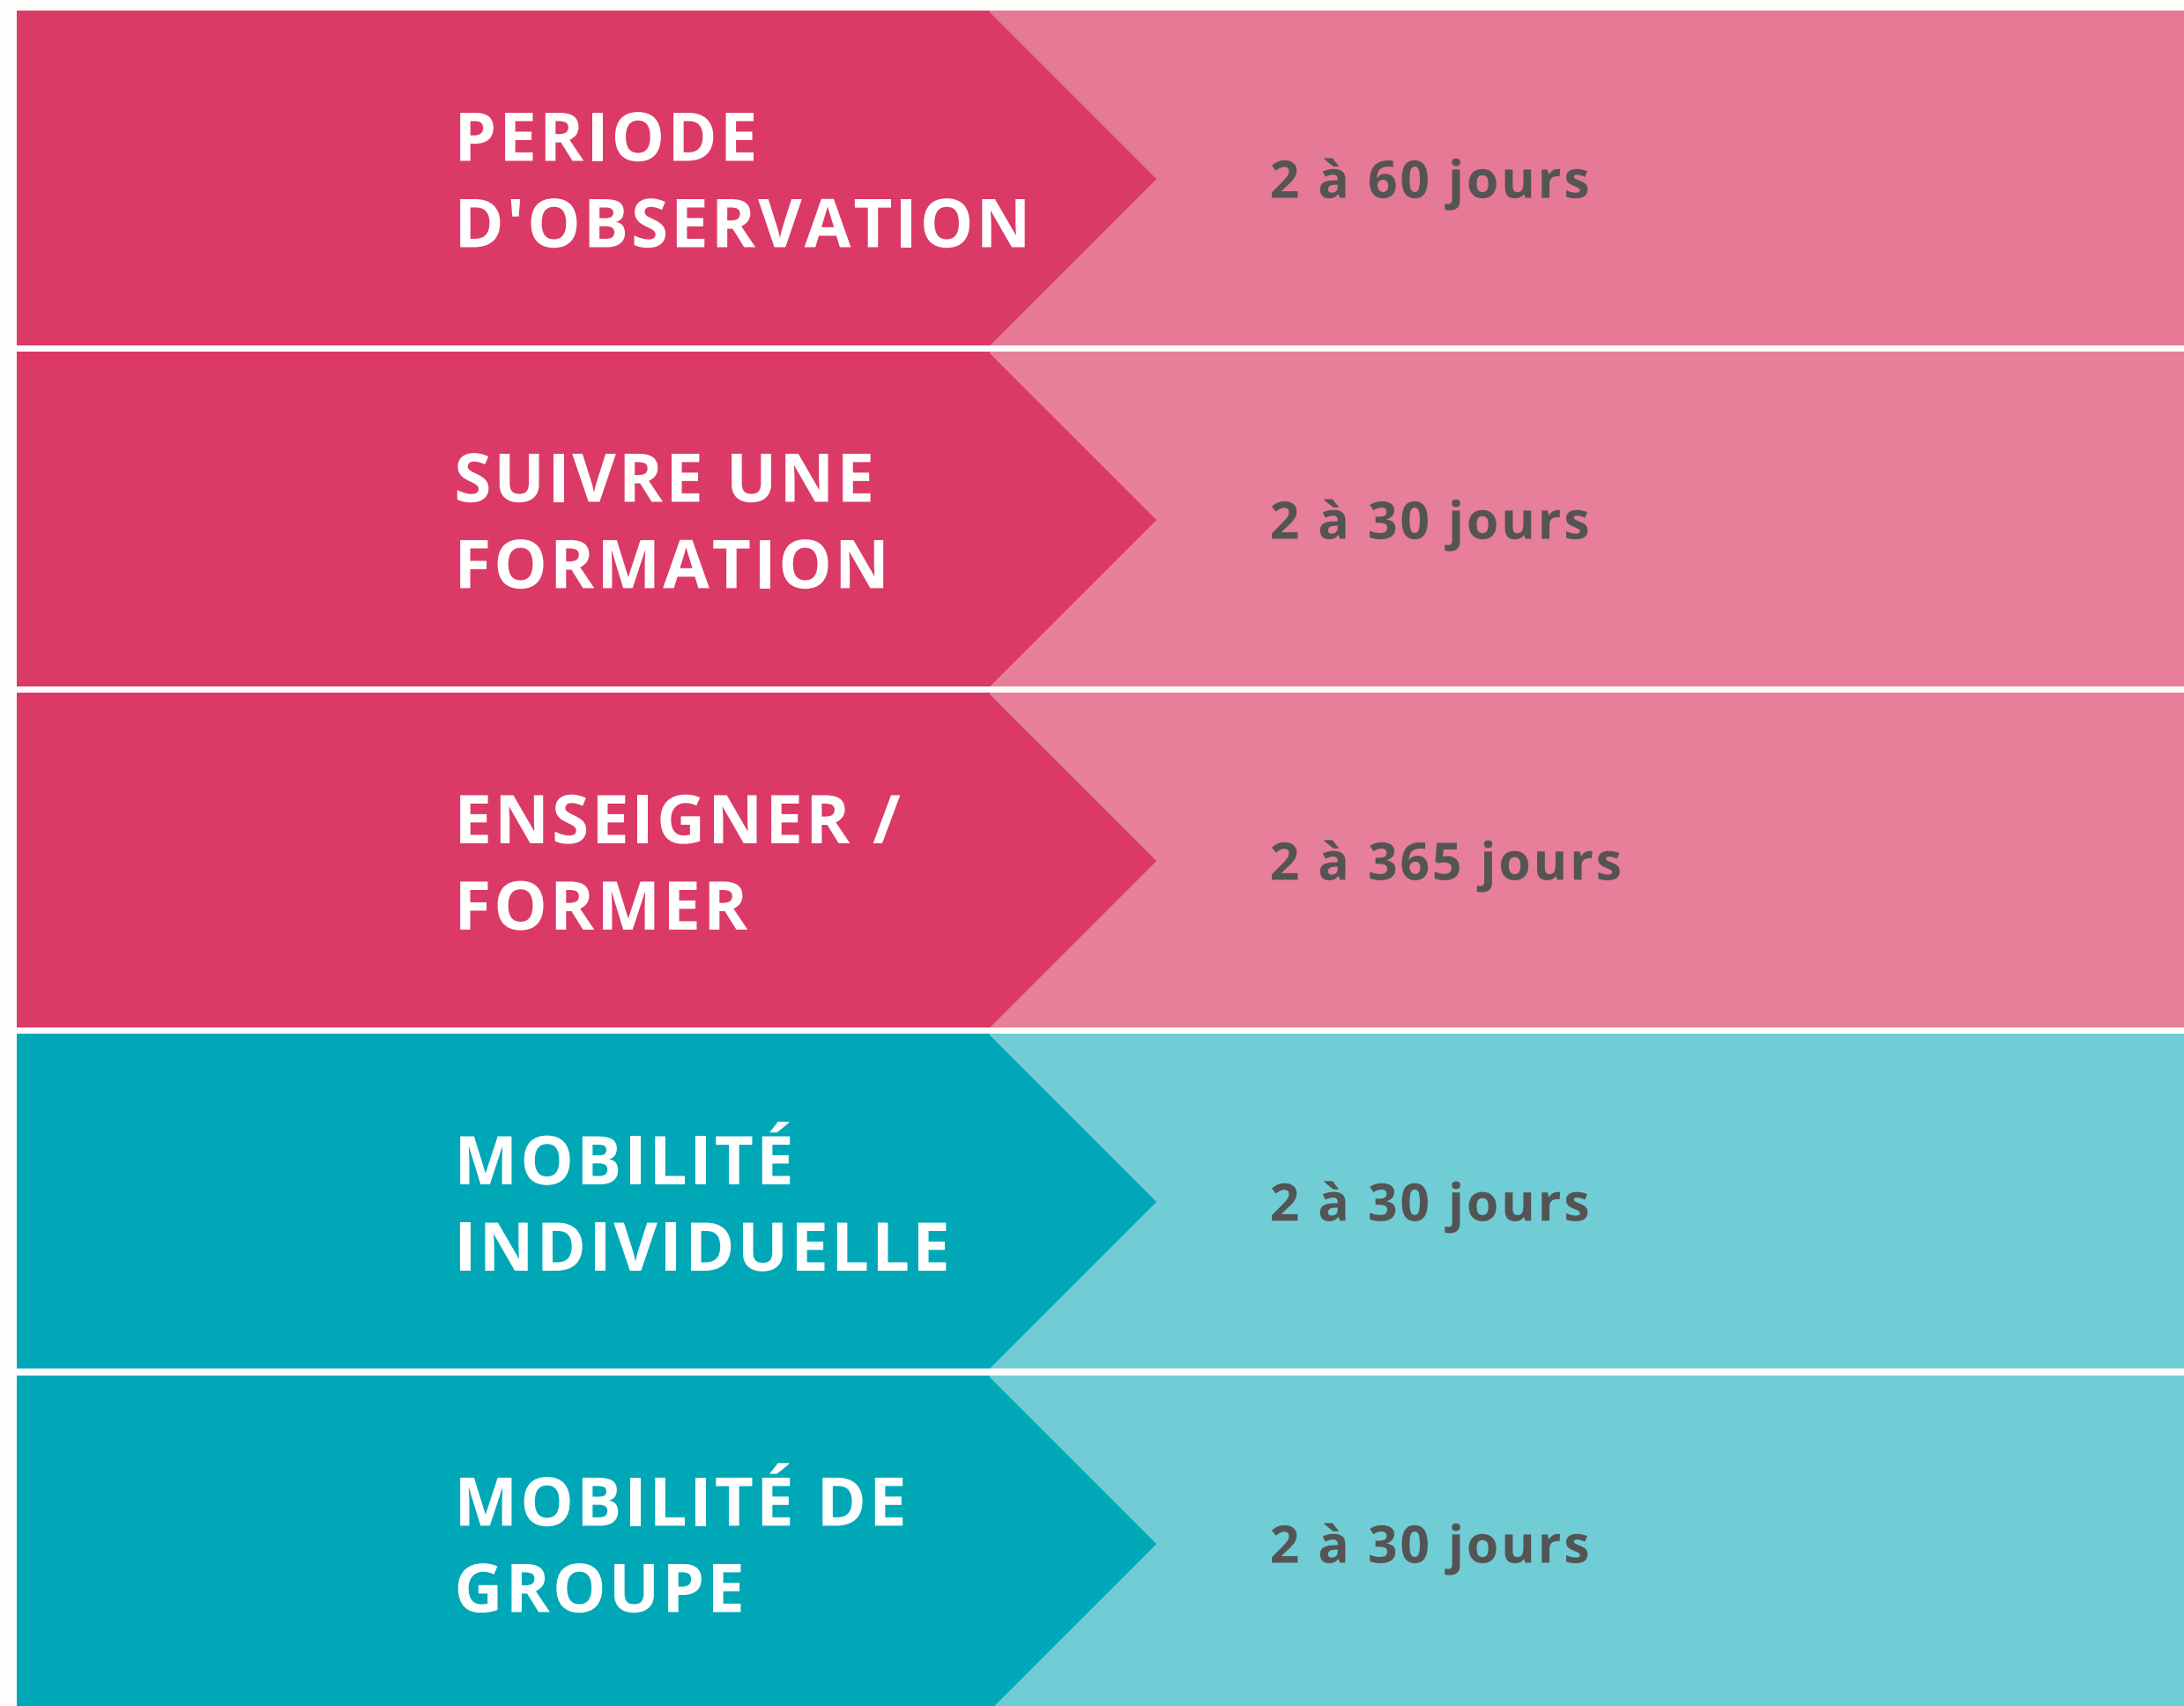 PERIODE
D'OBSERVATION
2 à 60 jours
SUIVRE UNE
FORMATION
2 à 30 jours
ENSEIGNER /
FORMER
2 à 365 jours
MOBILITÉ
INDIVIDUELLE
2 à 30 jours
MOBILITÉ DE
GROUPE
2 à 30 jours